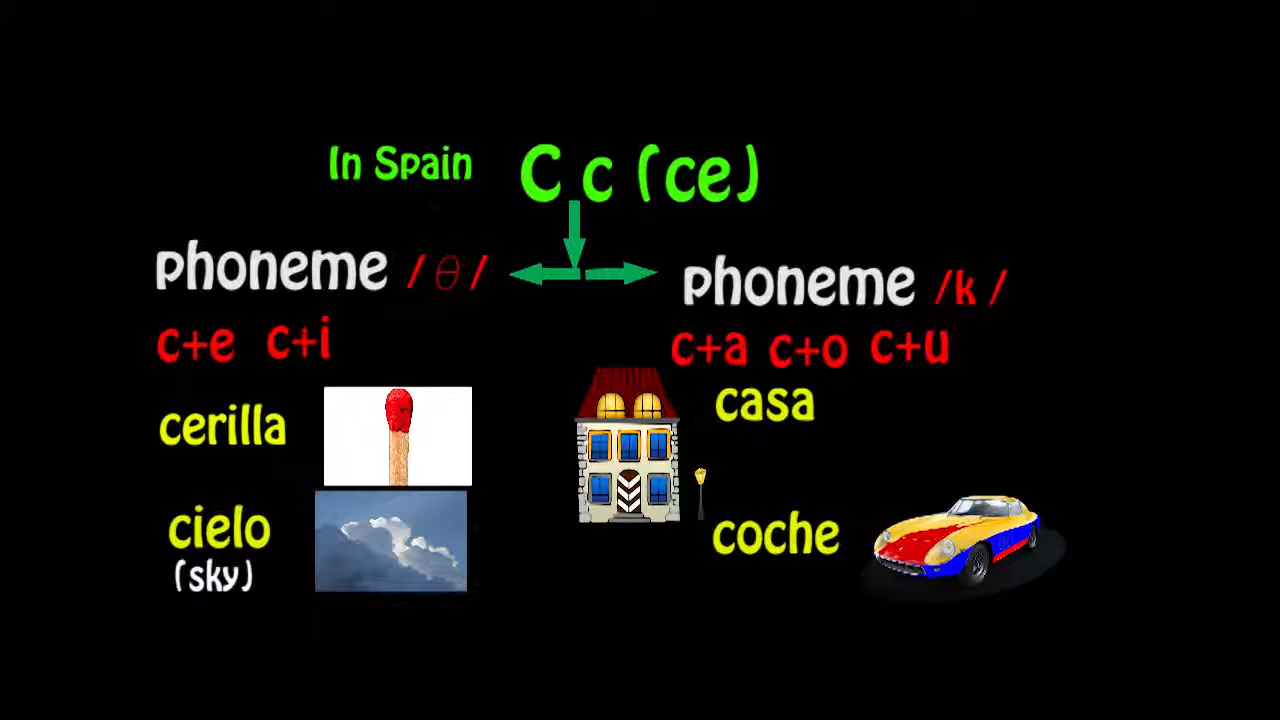 In Spain C c (ce)
phoneme /θ/
c+e c+i
cerilla
cielo
(sky)
phoneme /k /
c+a c+o c+u
casa
coche